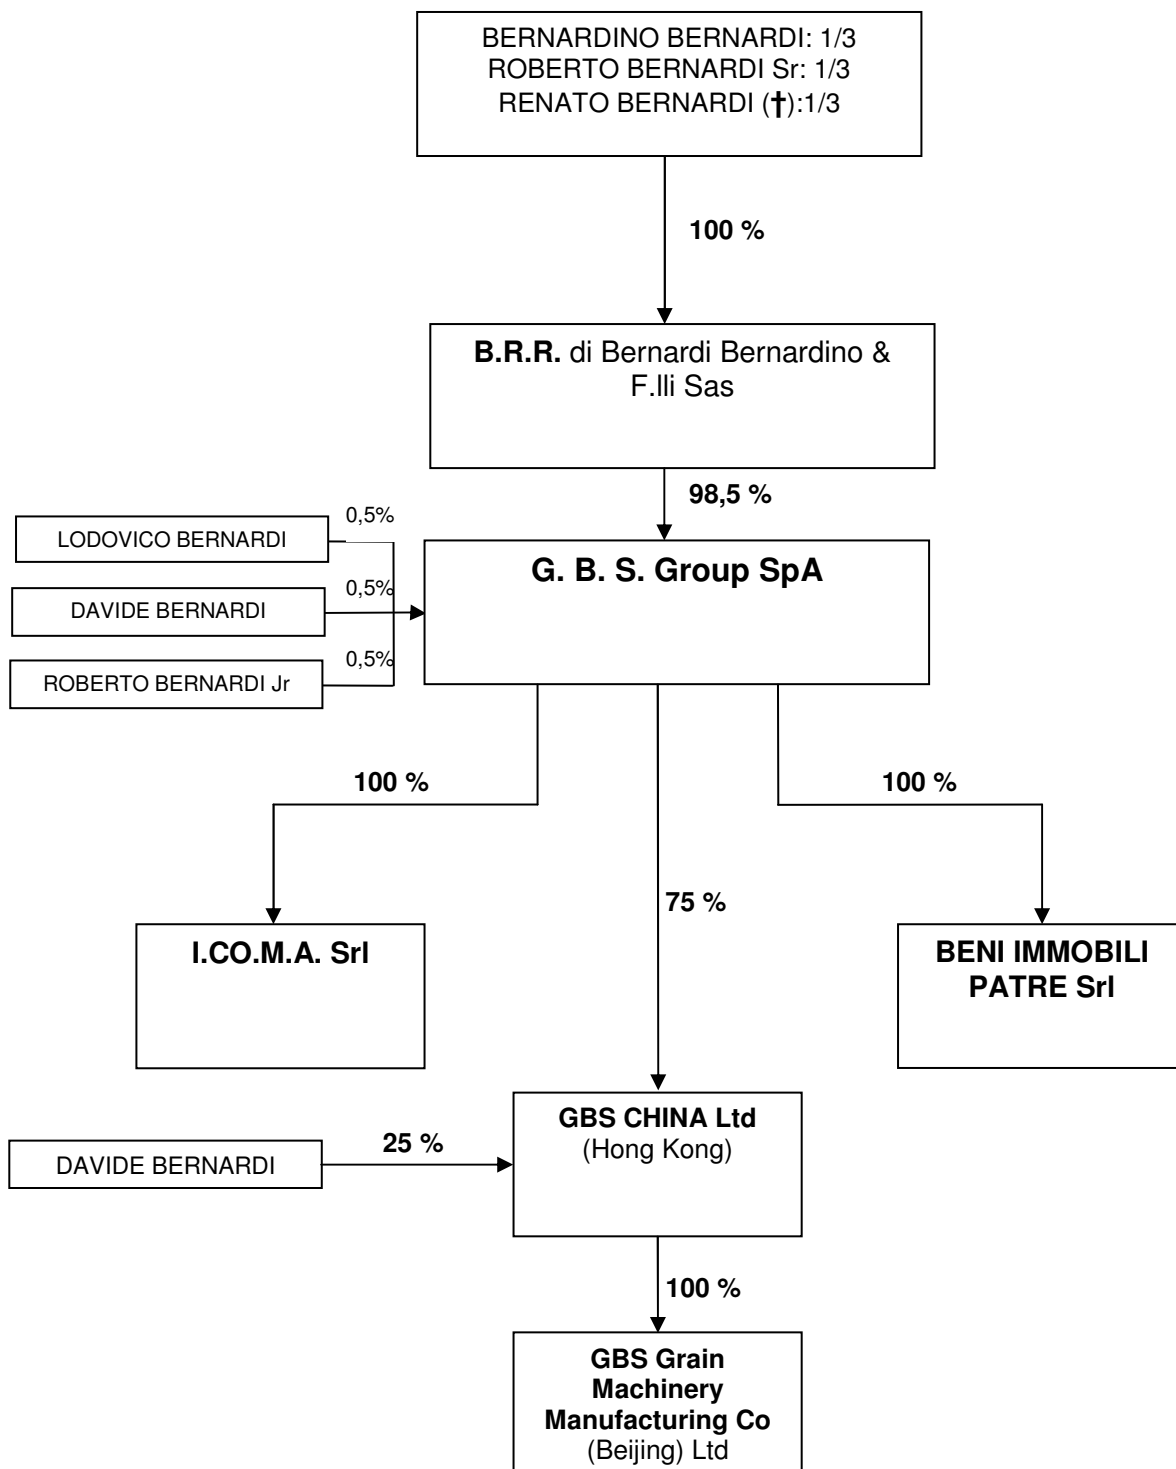 BERNARDINO BERNARDI: 1/3
ROBERTO BERNARDI Sr: 1/3
RENATO BERNARDI (✝):1/3
100 %
B.R.R. di Bernardi Bernardino &
F.lli Sas
98,5 %
0,5%
LODOVICO BERNARDI
G. B. S. Group SpA
0,5%
DAVIDE BERNARDI
0,5%
ROBERTO BERNARDI Jr
100 %
100 %
75 %
I.CO.M.A. Srl
BENI IMMOBILI
PATRE Srl
GBS CHINA Ltd
(Hong Kong)
25 %
DAVIDE BERNARDI
100 %
GBS Grain
Machinery
Manufacturing Co
(Beijing) Ltd